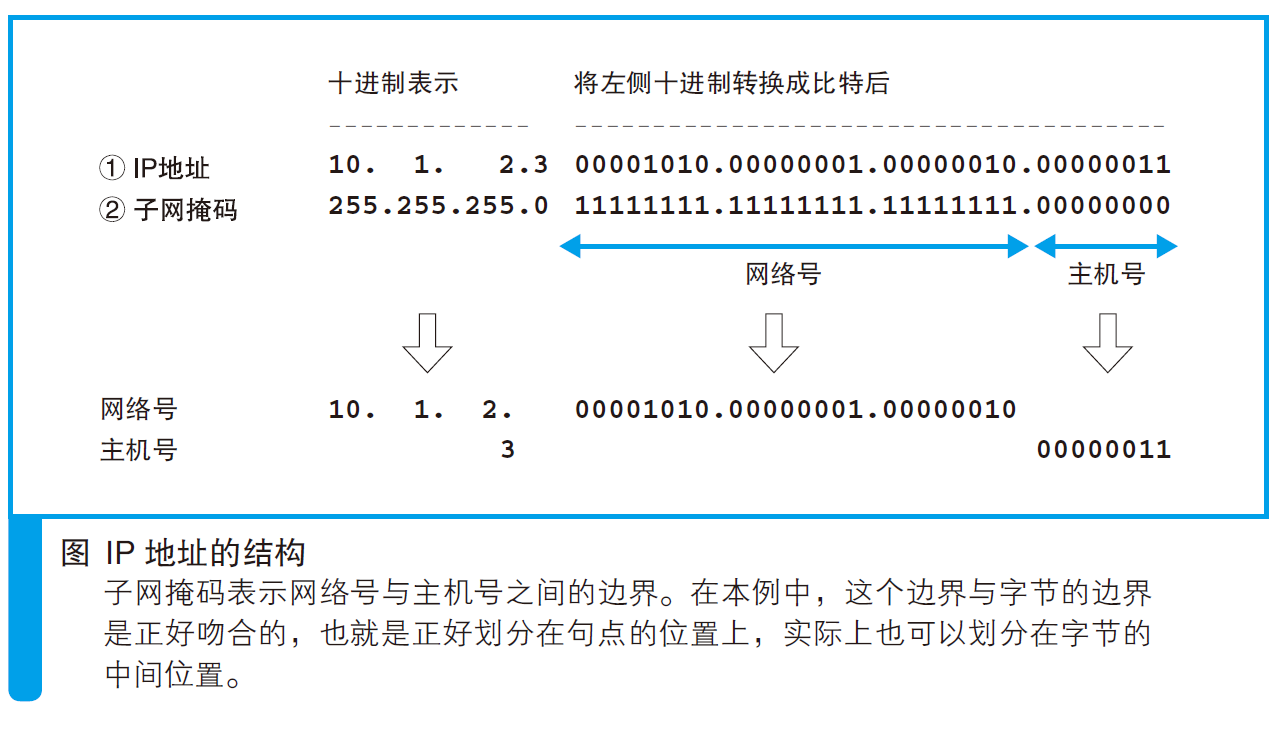 十进制表示 将左侧十进制转换成比特后
------------- ------------------------------------
① IP地址 10. 1. 2.3 00001010.00000001.00000010.00000011
② 子网掩码 255.255.255.0 11111111.11111111.11111111.00000000
网络号 主机号
网络号 10. 1. 2. 00001010.00000001.00000010
主机号 3 00000011
图 IP 地址的结构
子网掩码表示网络号与主机号之间的边界。在本例中，这个边界与字节的边界
是正好吻合的，也就是正好划分在句点的位置上，实际上也可以划分在字节的
中间位置。